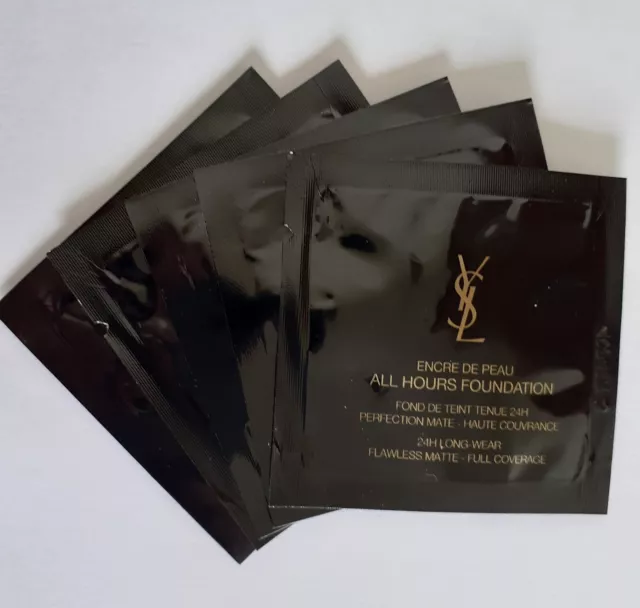 YSL
ENCRE DE PEAU
ALL HOURS FOUNDATION
FOND DE TEINT TENUE 24H
PERFECTION MATE - HAUTE COUVRANCE
24H LONG-WEAR
FLAWLESS MATTE - FULL COVERAGE